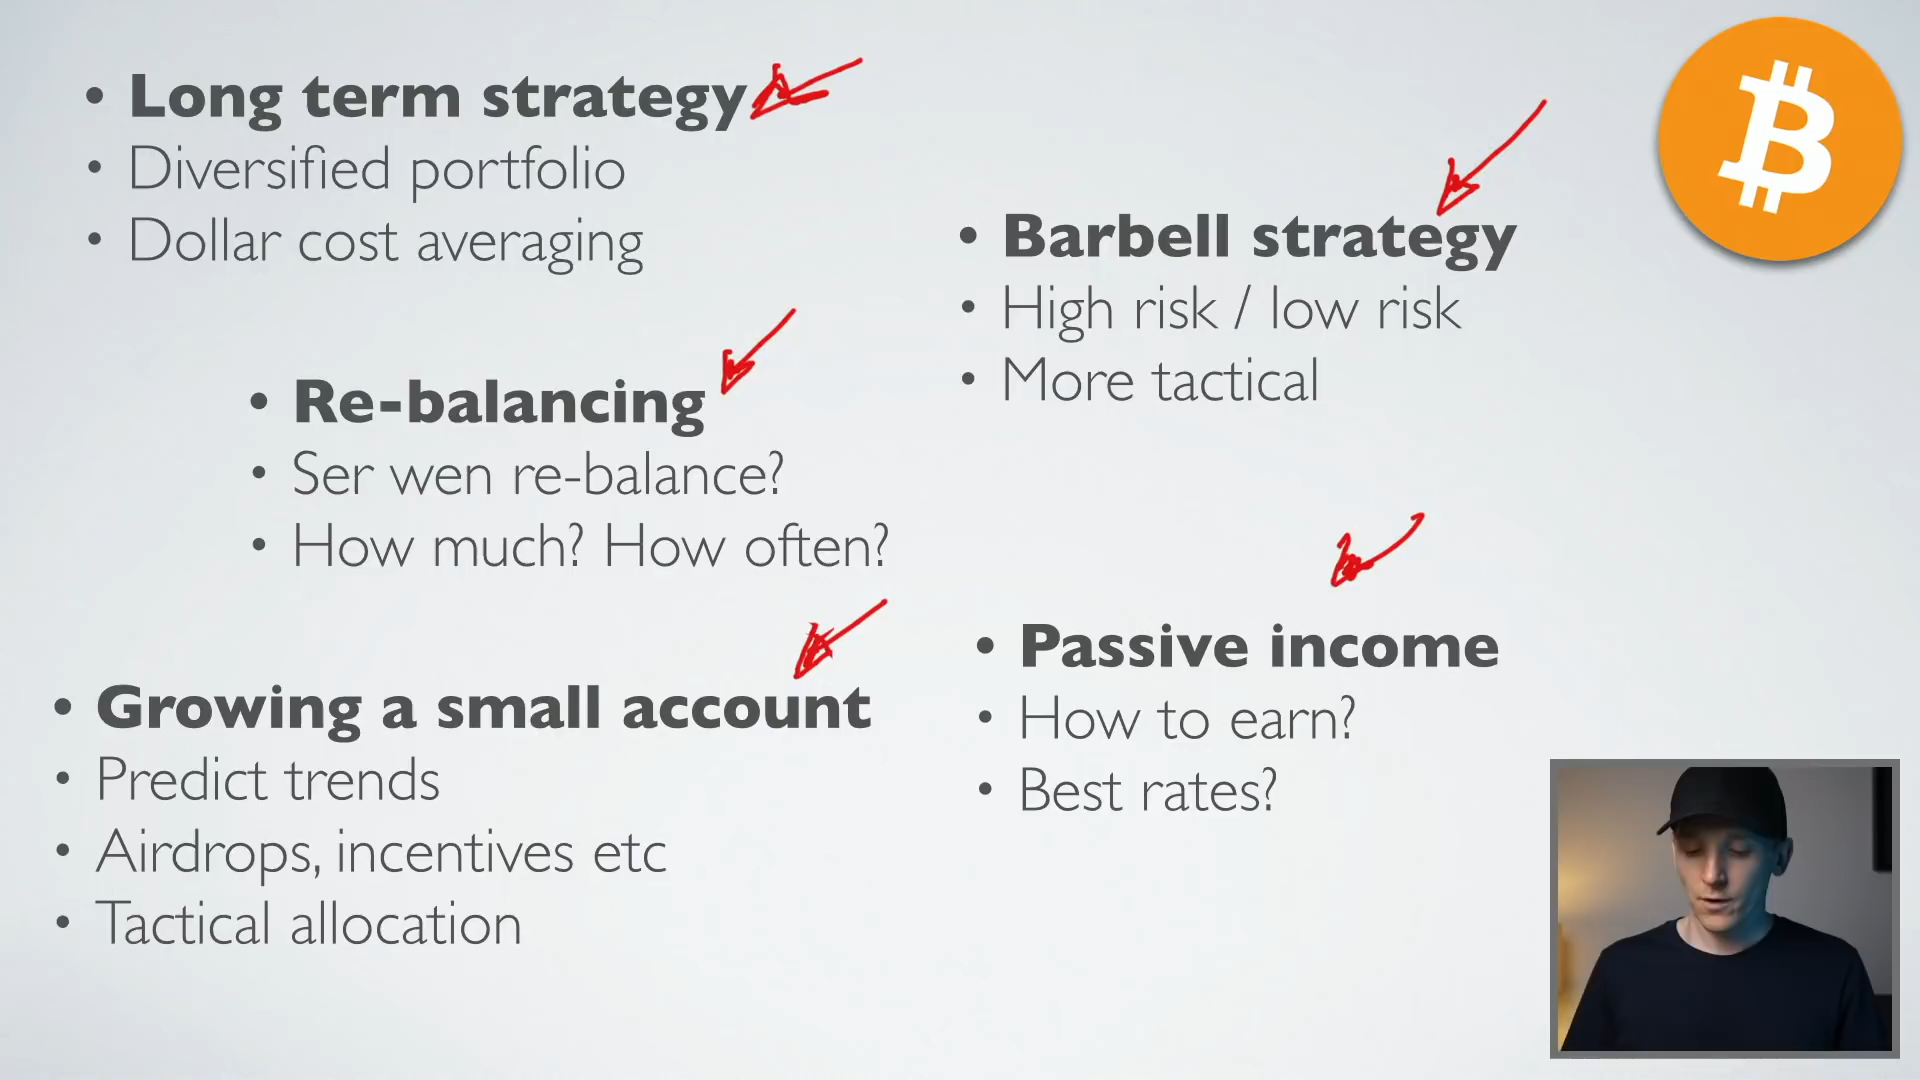 • Long term strategy
• Diversified portfolio
• Dollar cost averaging
• Re-balancing
• Ser wen re-balance?
• How much? How often?
• Growing a small account
• Predict trends
• Airdrops, incentives etc
• Tactical allocation
• Barbell strategy
• High risk / low risk
• More tactical
• Passive income
• How to earn?
• Best rates?